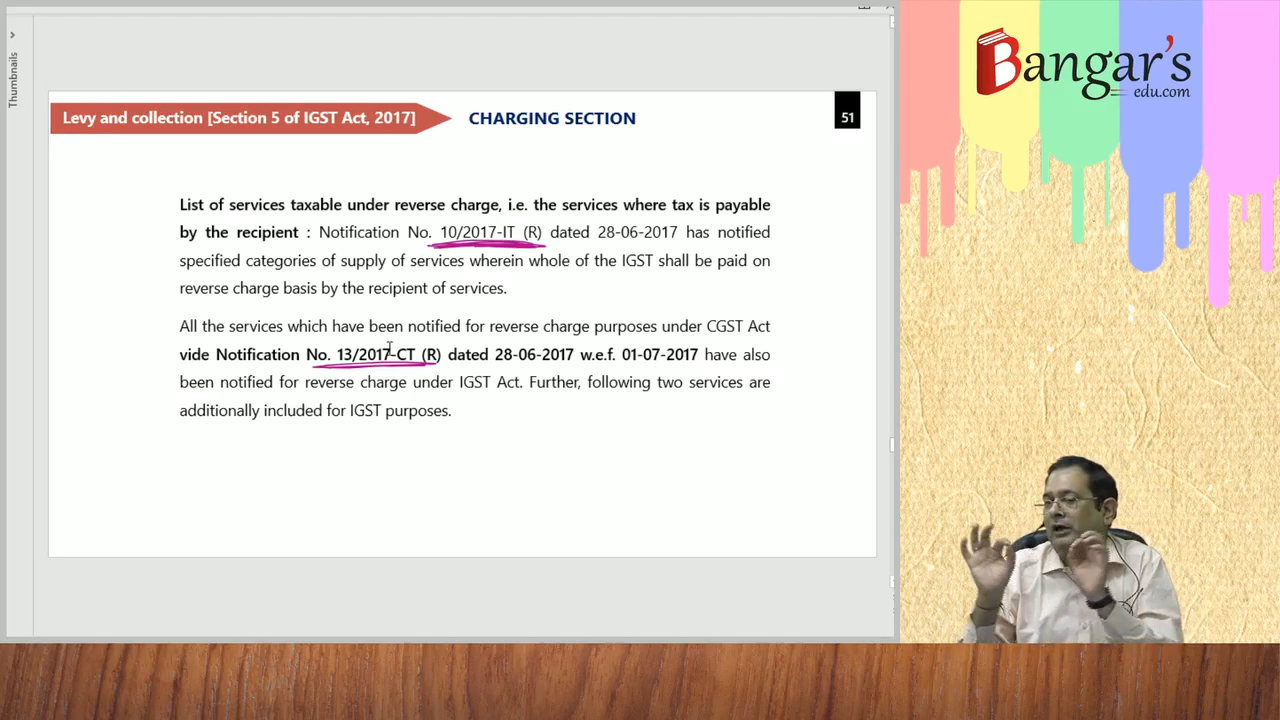 Thumbnails
Levy and collection [Section 5 of IGST Act, 2017]
CHARGING SECTION
51
List of services taxable under reverse charge, i.e. the services where tax is payable
by the recipient : Notification No. 10/2017-IT (R) dated 28-06-2017 has notified
specified categories of supply of services wherein whole of the IGST shall be paid on
reverse charge basis by the recipient of services.
All the services which have been notified for reverse charge purposes under CGST Act
vide Notification No. 13/2017-CT (R) dated 28-06-2017 w.e.f. 01-07-2017 have also
been notified for reverse charge under IGST Act. Further, following two services are
additionally included for IGST purposes.
Bangar's
edu.com